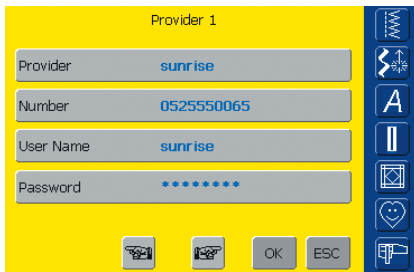 Provider 1
Provider sunrise
Number 0525550065
User Name sunrise
Password ********
A
OK ESC